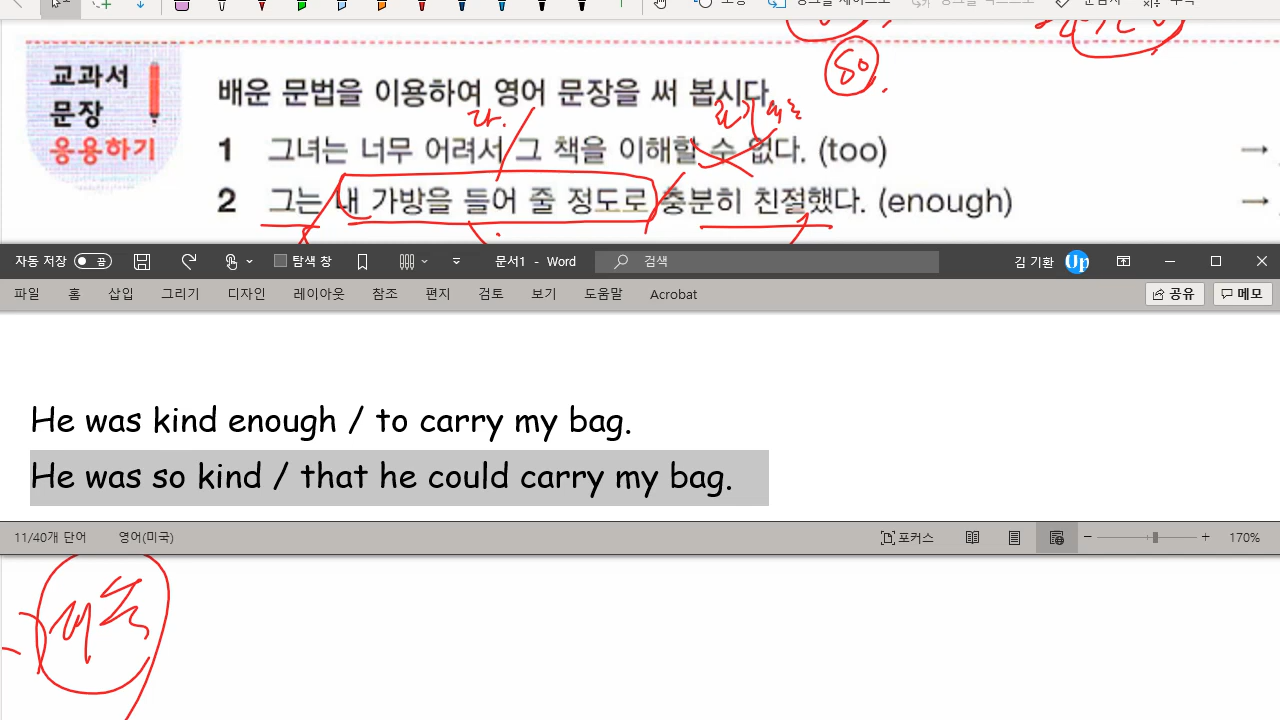 교과서
문장
응용하기
배운 문법을 이용하여 영어 문장을 써 봅시다
so
1 그녀는 너무 어려서 그 책을 이해할 수 없다. (too) →
2 그는 내 가방을 들어 줄 정도로 충분히 친절했다. (enough) →
자동 저장 탐색 창 문서1 - Word 검색 김 기환 Up
파일 홈 삽입 그리기 디자인 레이아웃 참조 편지 검토 보기 도움말 Acrobat 공유 메모
He was kind enough / to carry my bag.
He was so kind / that he could carry my bag.
11/40개 단어 영어(미국) 포커스 170%